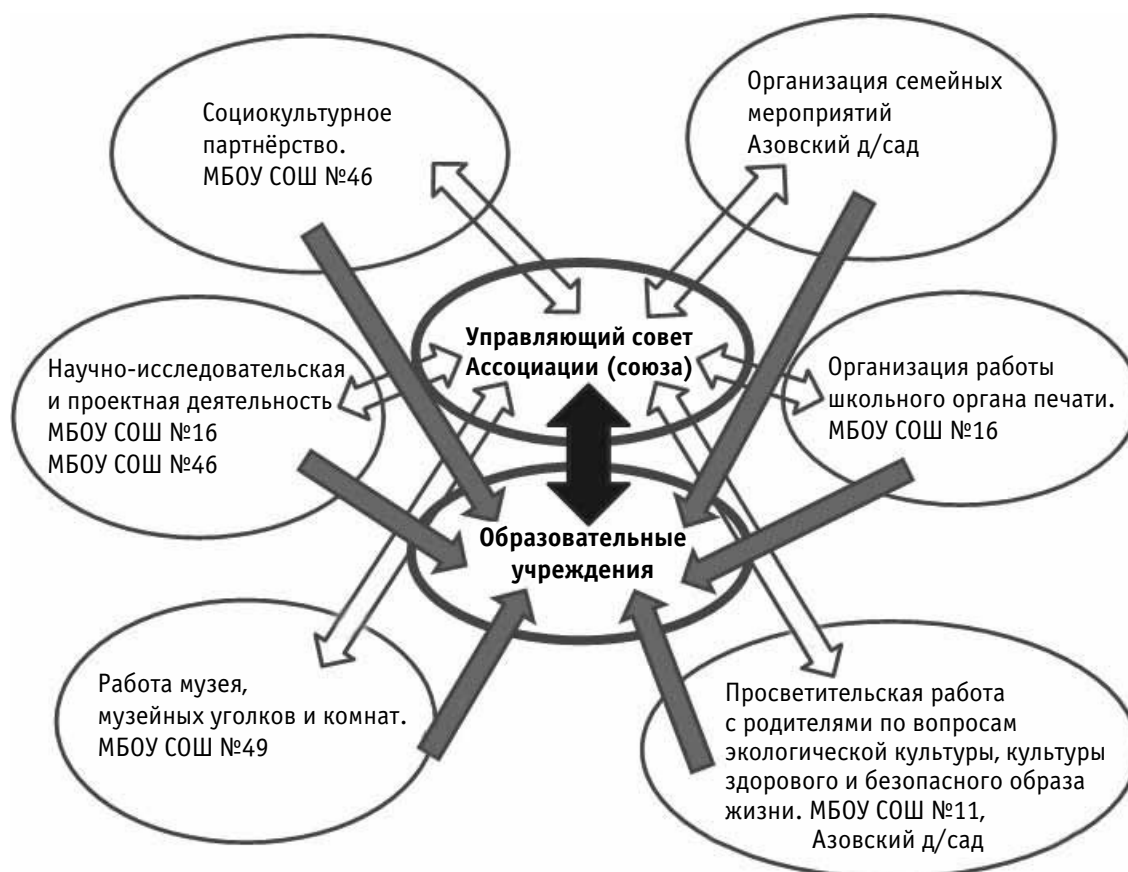 Социокультурное
партнёрство.
МБОУ СОШ №46
Организация семейных
мероприятий
Азовский д/сад
Управляющий совет
Ассоциации (союза)
Научно-исследовательская
и проектная деятельность
МБОУ СОШ №16
МБОУ СОШ №46
Организация работы
школьного органа печати.
МБОУ СОШ №16
Образовательные
учреждения
Работа музея,
музейных уголков и комнат.
МБОУ СОШ №49
Просветительская работа
с родителями по вопросам
экологической культуры, культуры
здорового и безопасного образа
жизни. МБОУ СОШ №11,
Азовский д/сад